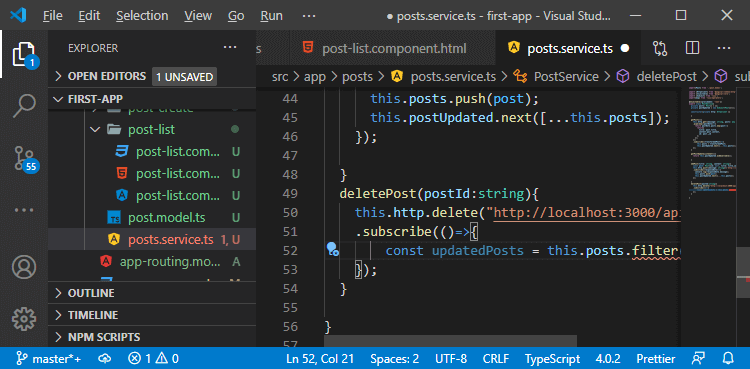 File Edit Selection View Go Run ··· ● posts.service.ts - first-app - Visual Stud...
EXPLORER ···
OPEN EDITORS 1 UNSAVED
FIRST-APP
post-create
post-list
post-list.com... U
post-list.com... U
post-list.com... U
post.model.ts U
posts.service.ts 1, U
app-routing.mo... A
OUTLINE
TIMELINE
NPM SCRIPTS
1
55
s post-list.component.html U posts.service.ts ●
src > app > posts > posts.service.ts > PostService > deletePost > su
44 this.posts.push(post);
45 this.postUpdated.next([...this.posts]);
46 });
47
48 }
49 deletePost(postId:string){
50 this.http.delete("http://localhost:3000/ap
51 .subscribe(()=>{
52 const updatedPosts = this.posts.filter(
53 });
54 }
55
56 }
57
master*+ 1 0 Ln 52, Col 21 Spaces: 2 UTF-8 CRLF TypeScript 4.0.2 Prettier